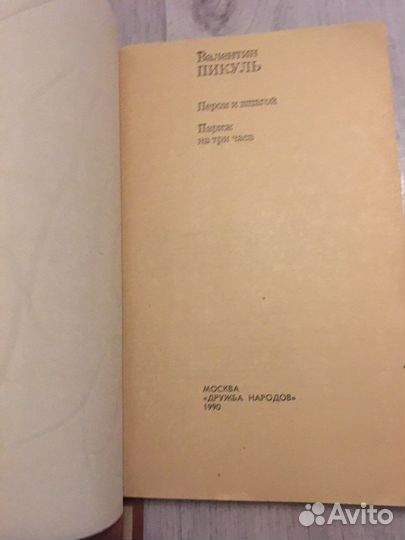 Валентин
ПИКУЛЬ
Пером и шпагой
Париж
на три часа
МОСКВА
«ДРУЖБА НАРОДОВ»
1990
Avito